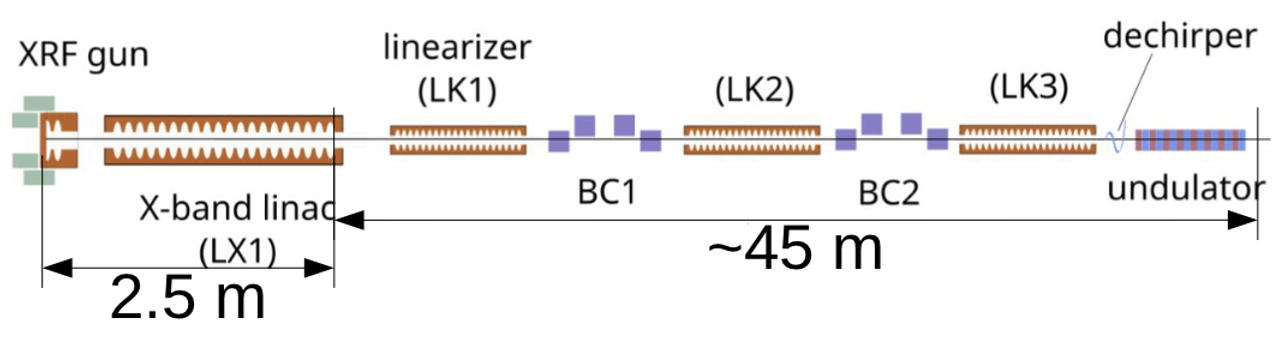 XRF gun
X-band linac
(LX1)
2.5 m
linearizer
(LK1)
BC1
(LK2)
BC2
(LK3)
dechirper
undulator
~45 m